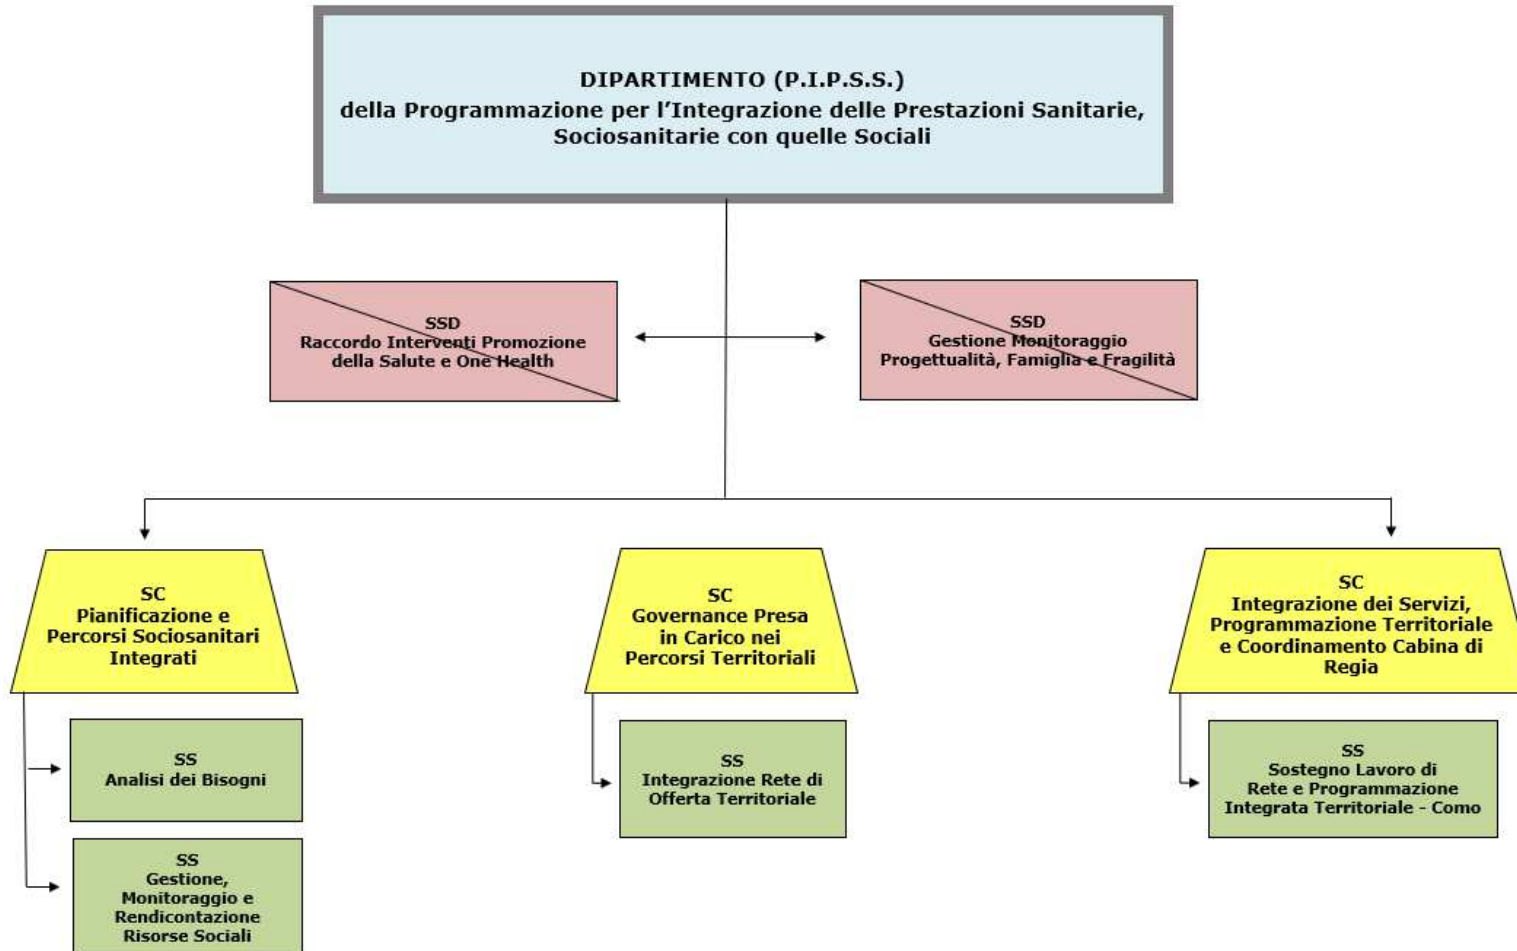 DIPARTIMENTO (P.I.P.S.S.)
della Programmazione per l'Integrazione delle Prestazioni Sanitarie,
Sociosanitarie con quelle Sociali
SSD
Raccordo Interventi Promozione
della Salute e One Health
SSD
Gestione Monitoraggio
Progettualità, Famiglia e Fragilità
SC
Pianificazione e
Percorsi Sociosanitari
Integrati
SC
Governance Presa
in Carico nei
Percorsi Territoriali
SC
Integrazione dei Servizi,
Programmazione Territoriale
e Coordinamento Cabina di
Regia
SS
Analisi dei Bisogni
SS
Integrazione Rete di
Offerta Territoriale
SS
Sostegno Lavoro di
Rete e Programmazione
Integrata Territoriale - Como
SS
Gestione,
Monitoraggio e
Rendicontazione
Risorse Sociali